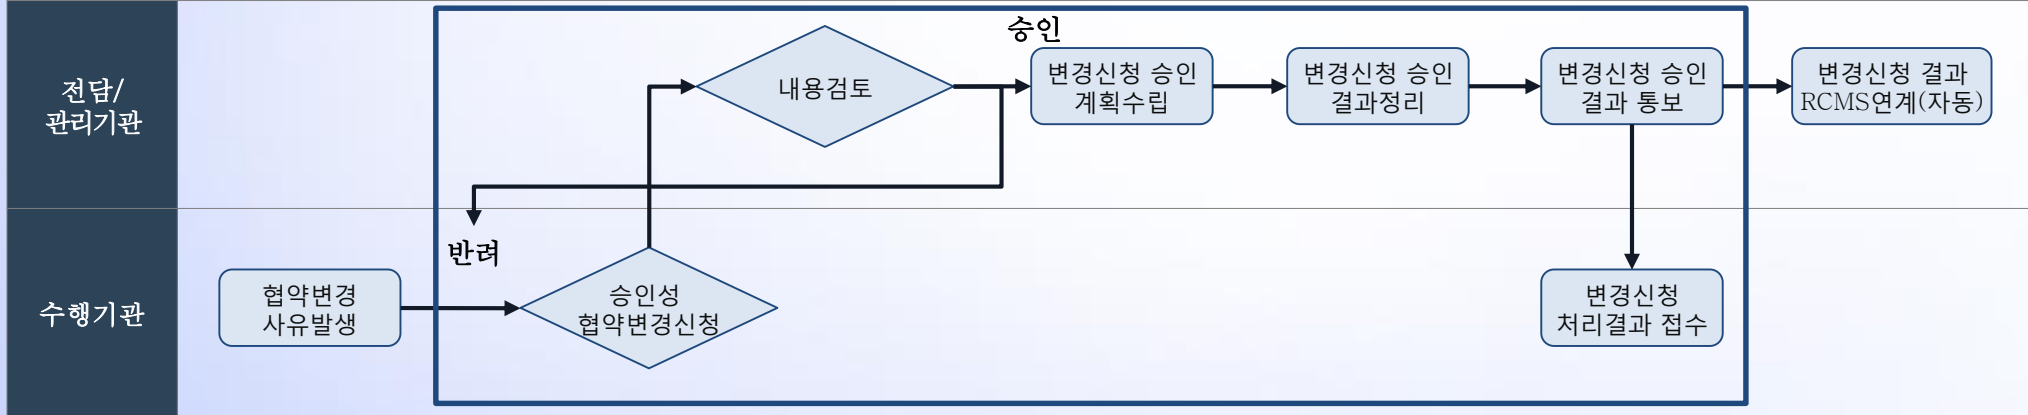 전담/
관리기관
내용검토
승인
변경신청 승인
계획수립
변경신청 승인
결과정리
변경신청 승인
결과 통보
변경신청 결과
RCMS연계(자동)
수행기관
협약변경
사유발생
반려
승인성
협약변경신청
변경신청
처리결과 접수